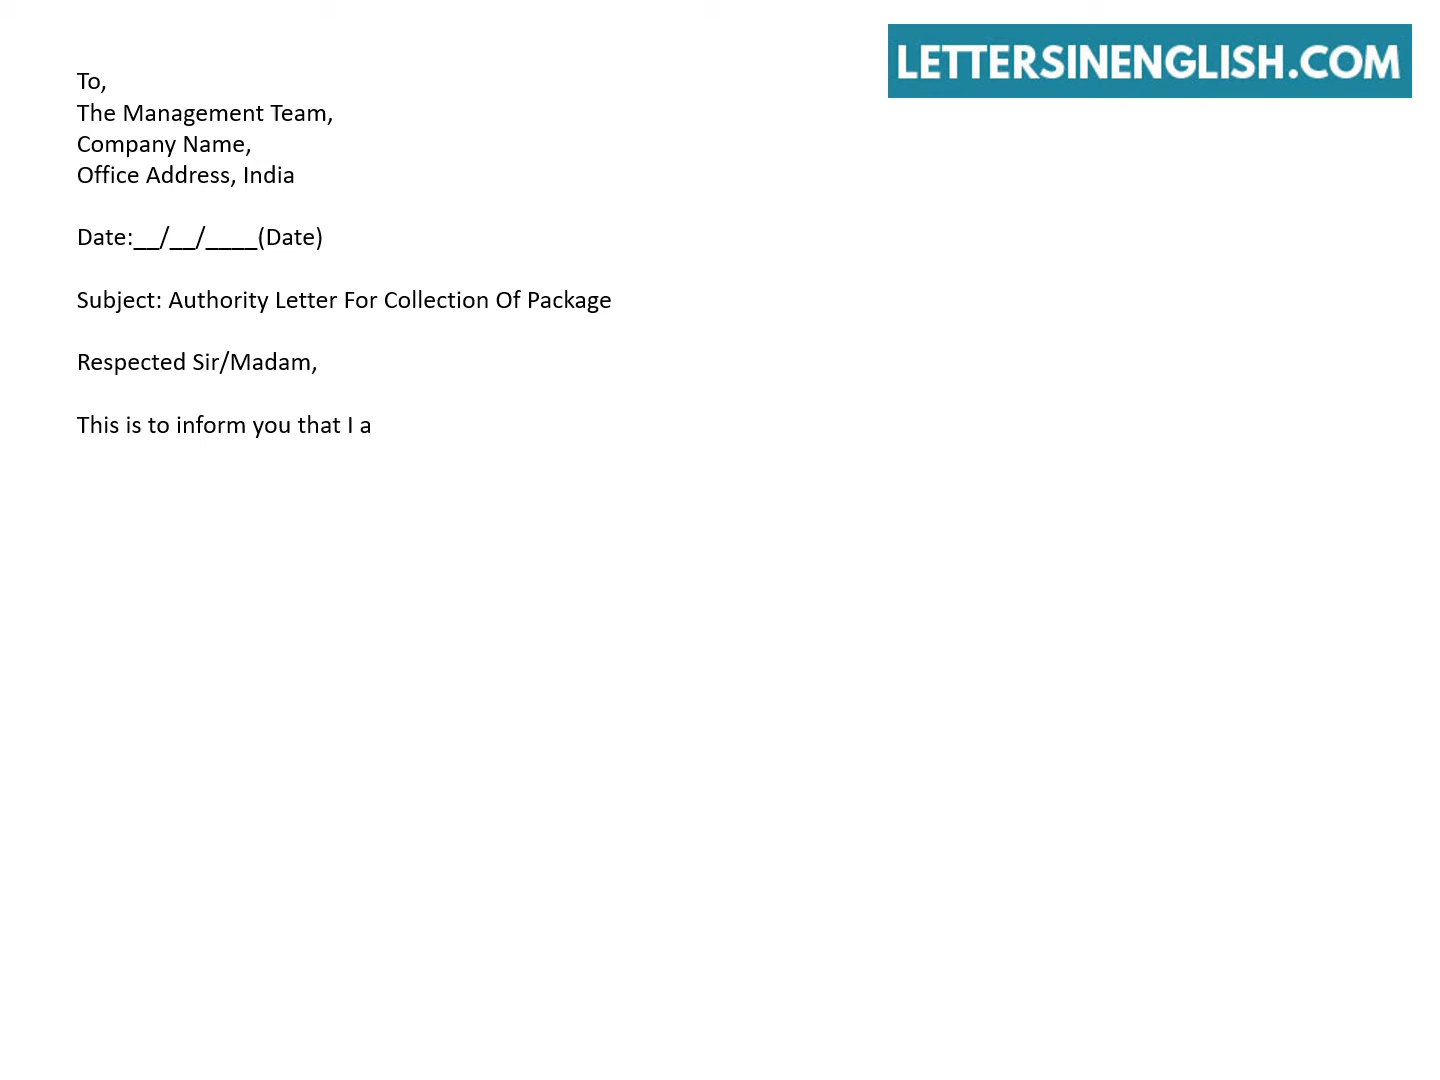 LETTERSINENGLISH.COM
To,
The Management Team,
Company Name,
Office Address, India
Date:__/__/____(Date)
Subject: Authority Letter For Collection Of Package
Respected Sir/Madam,
This is to inform you that I a